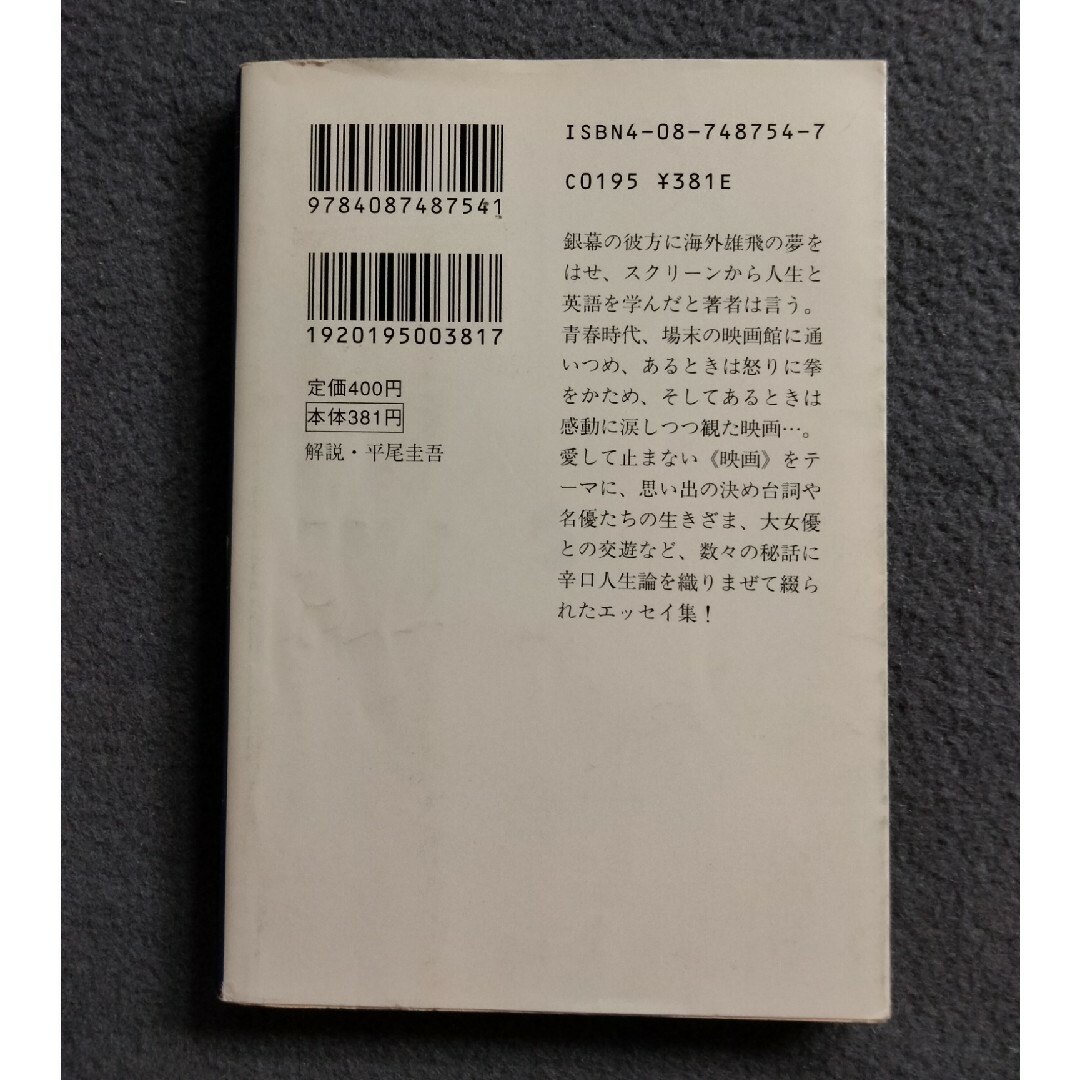 9784087487541
1920195003817
定価400円
本体381円
解説・平尾圭吾
ISBN4-08-748754-7
C0195 ¥381E
銀幕の彼方に海外雄飛の夢を
はせ、スクリーンから人生と
英語を学んだと著者は言う。
青春時代、場末の映画館に通
いつめ、あるときは怒りに拳
をかため、そしてあるときは
感動に涙しつつ観た映画…。
愛して止まない《映画》をテ
ーマに、思い出の決め台詞や
名優たちの生きざま、大女優
との交遊など、数々の秘話に
辛口人生論を織りまぜて綴ら
れたエッセイ集！